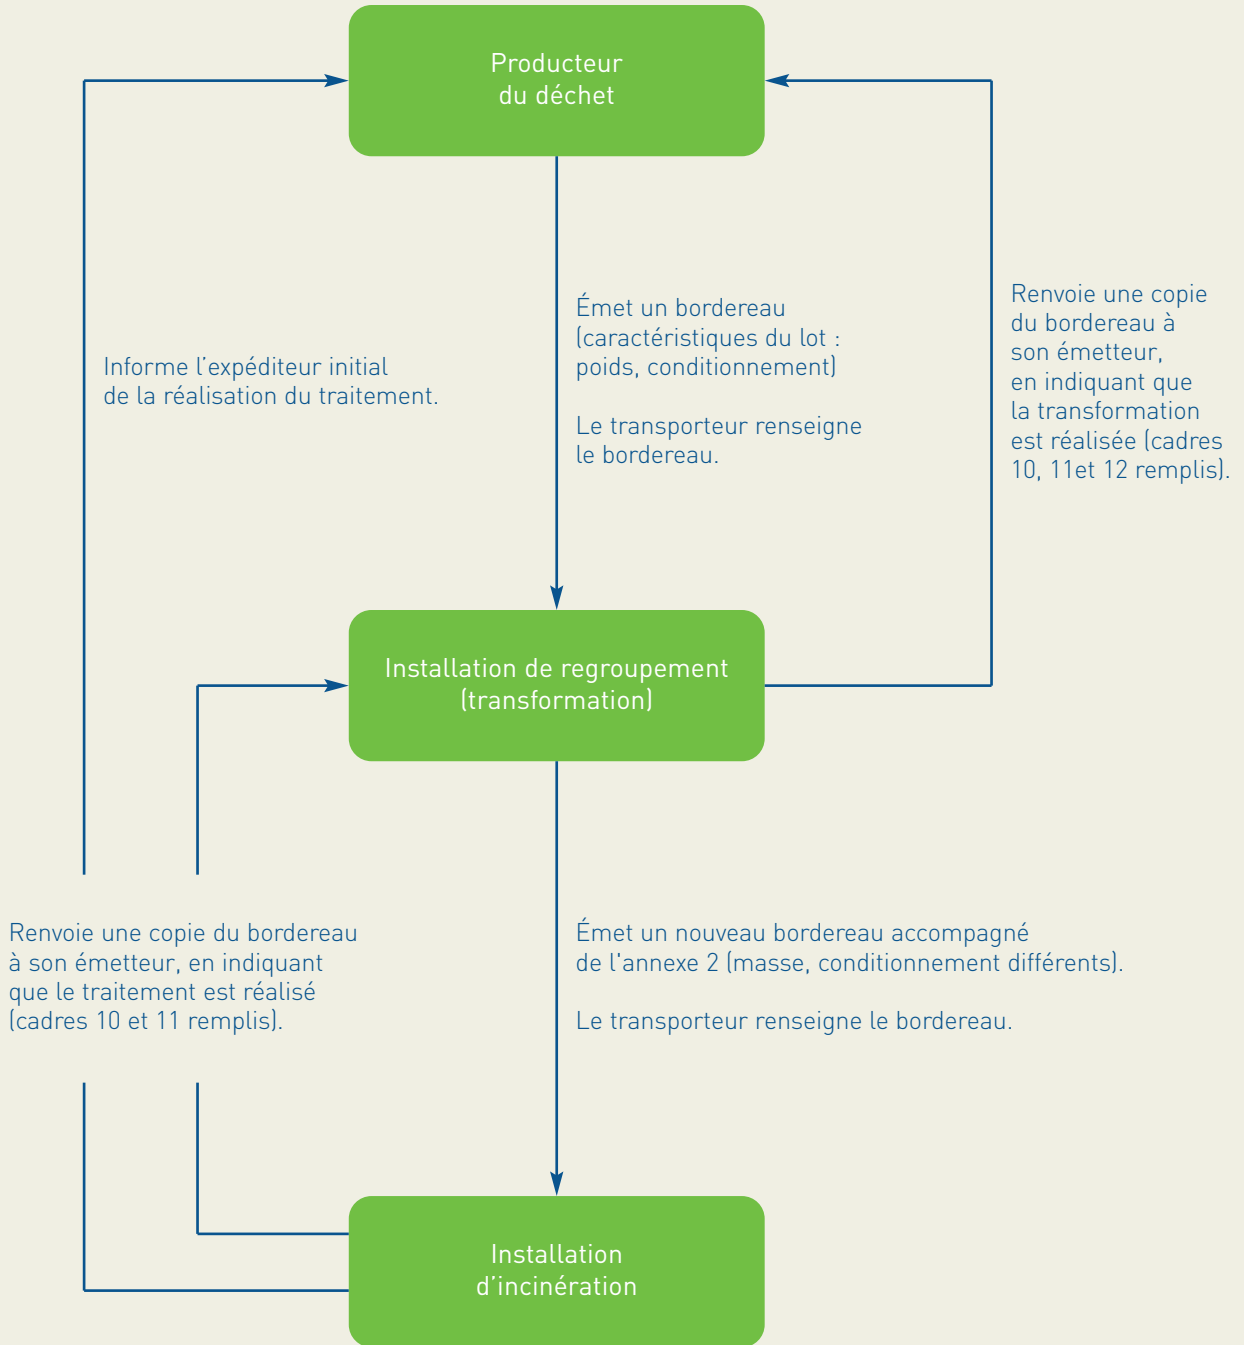 Producteur
du déchet
Informe l’expéditeur initial
de la réalisation du traitement.
Émet un bordereau
(caractéristiques du lot :
poids, conditionnement)
Le transporteur renseigne
le bordereau.
Renvoie une copie
du bordereau à
son émetteur,
en indiquant que
la transformation
est réalisée (cadres
10, 11et 12 remplis).
Installation de regroupement
(transformation)
Renvoie une copie du bordereau
à son émetteur, en indiquant
que le traitement est réalisé
(cadres 10 et 11 remplis).
Émet un nouveau bordereau accompagné
de l'annexe 2 (masse, conditionnement différents).
Le transporteur renseigne le bordereau.
Installation
d’incinération